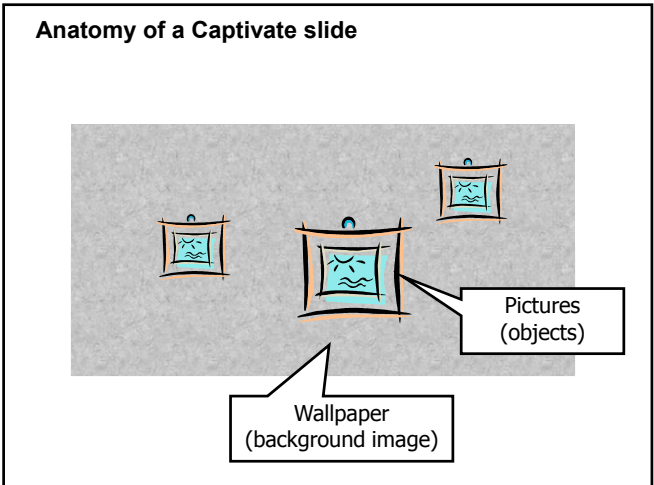 Anatomy of a Captivate slide
Pictures
(objects)
Wallpaper
(background image)